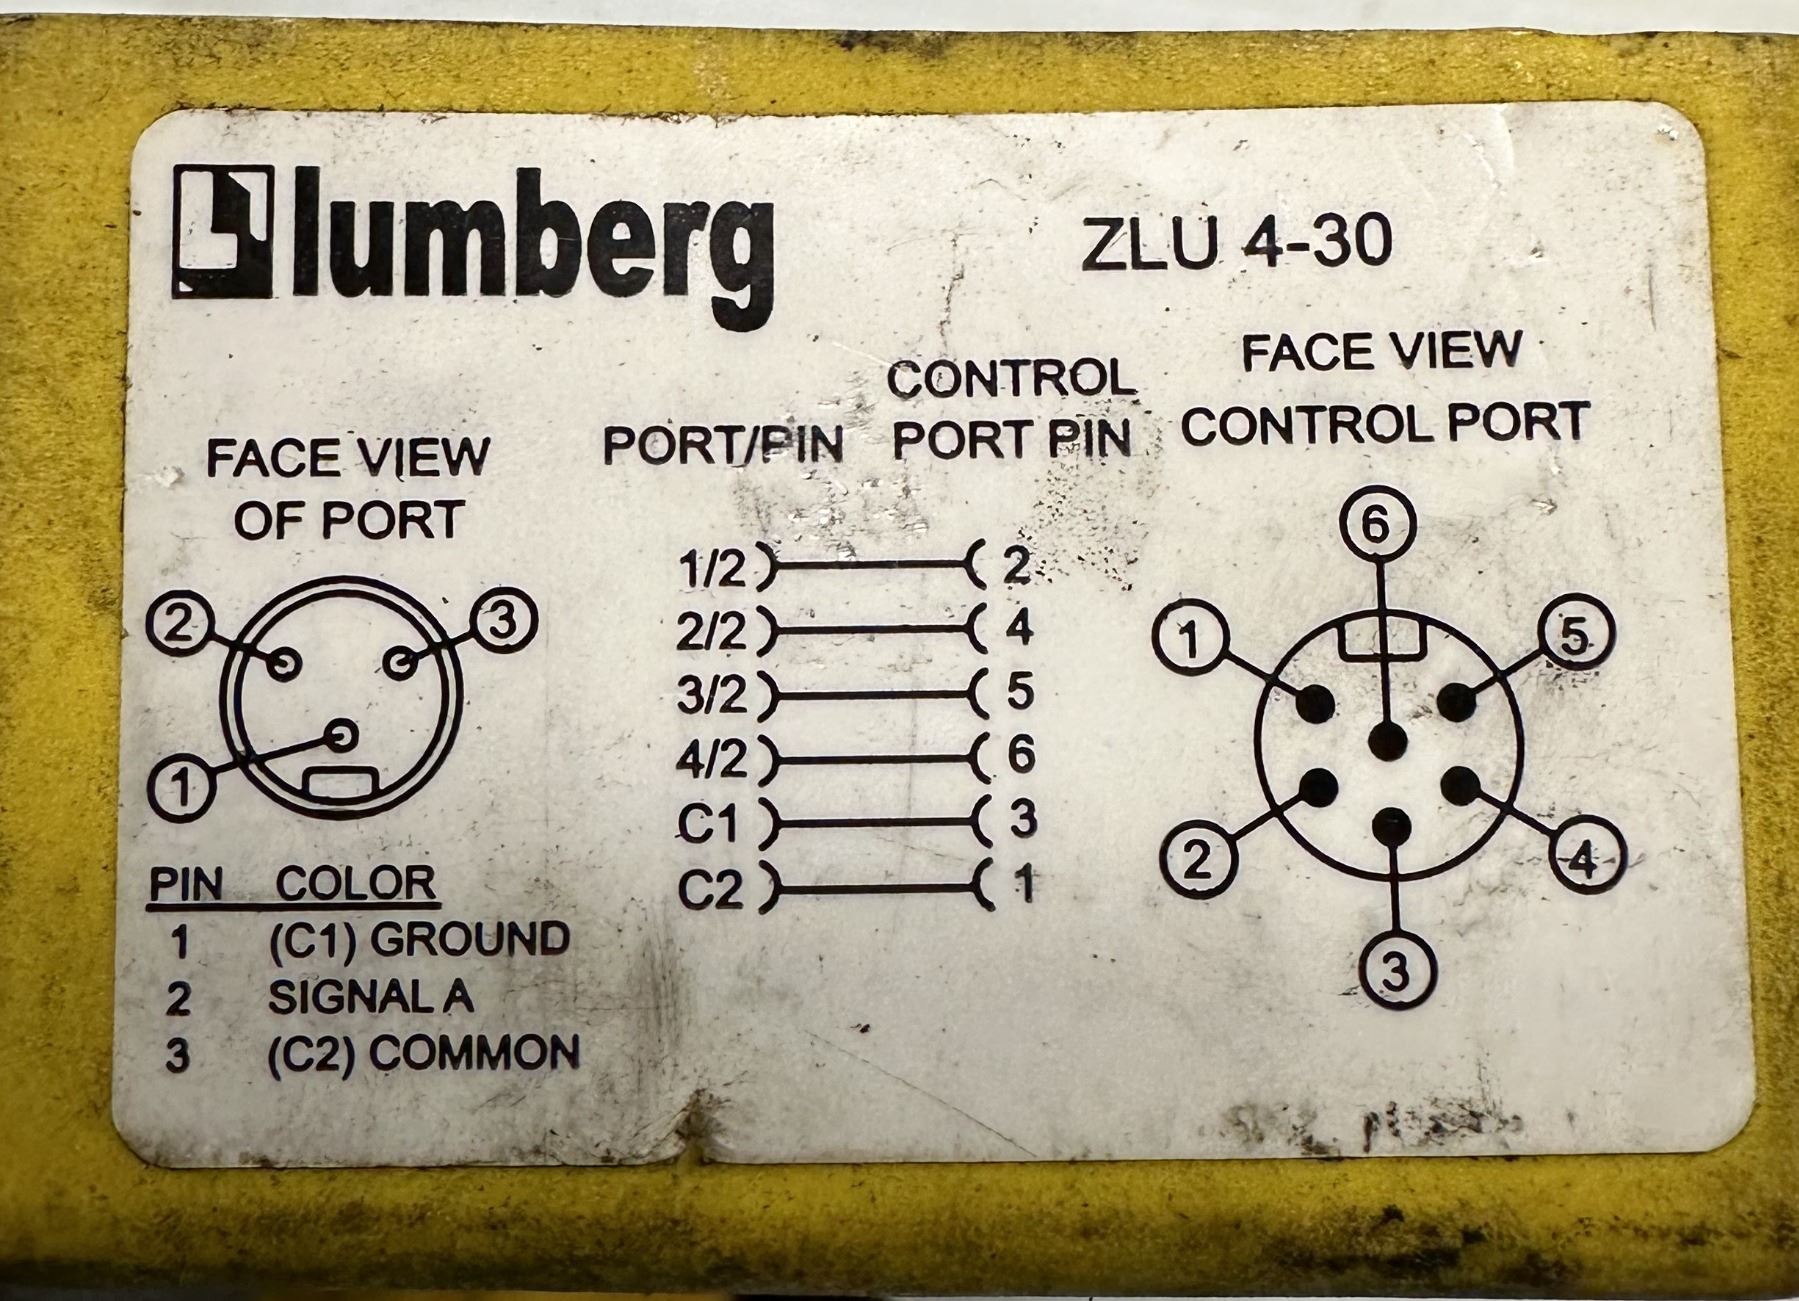 lumberg
ZLU 4-30
FACE VIEW
OF PORT
2
3
1
PIN COLOR
1 (C1) GROUND
2 SIGNAL A
3 (C2) COMMON
PORT/PIN
CONTROL
PORT PIN
1/2 2
2/2 4
3/2 5
4/2 6
C1 3
C2 1
FACE VIEW
CONTROL PORT
6
1
5
2
4
3